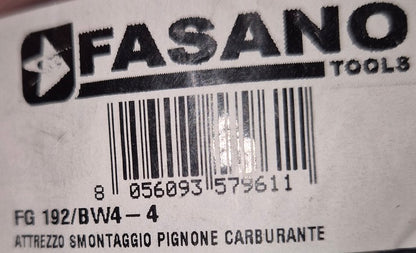 FASANO
TOOLS
8 056093 579611
FG 192/BW4-4
ATTREZZO SMONTAGGIO PIGNONE CARBURANTE